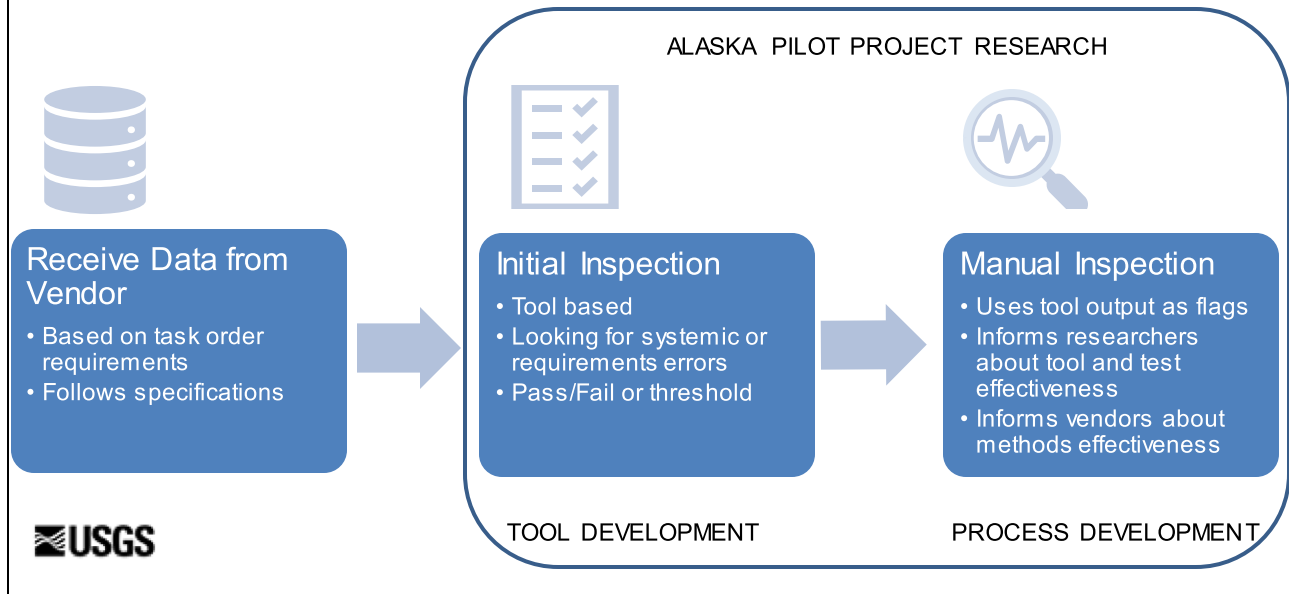 ALASKA PILOT PROJECT RESEARCH
Receive Data from
Vendor
• Based on task order
requirements
• Follows specifications
Initial Inspection
• Tool based
• Looking for systemic or
requirements errors
• Pass/Fail or threshold
Manual Inspection
• Uses tool output as flags
• Informs researchers
about tool and test
effectiveness
• Informs vendors about
methods effectiveness
USGS
TOOL DEVELOPMENT
PROCESS DEVELOPMENT